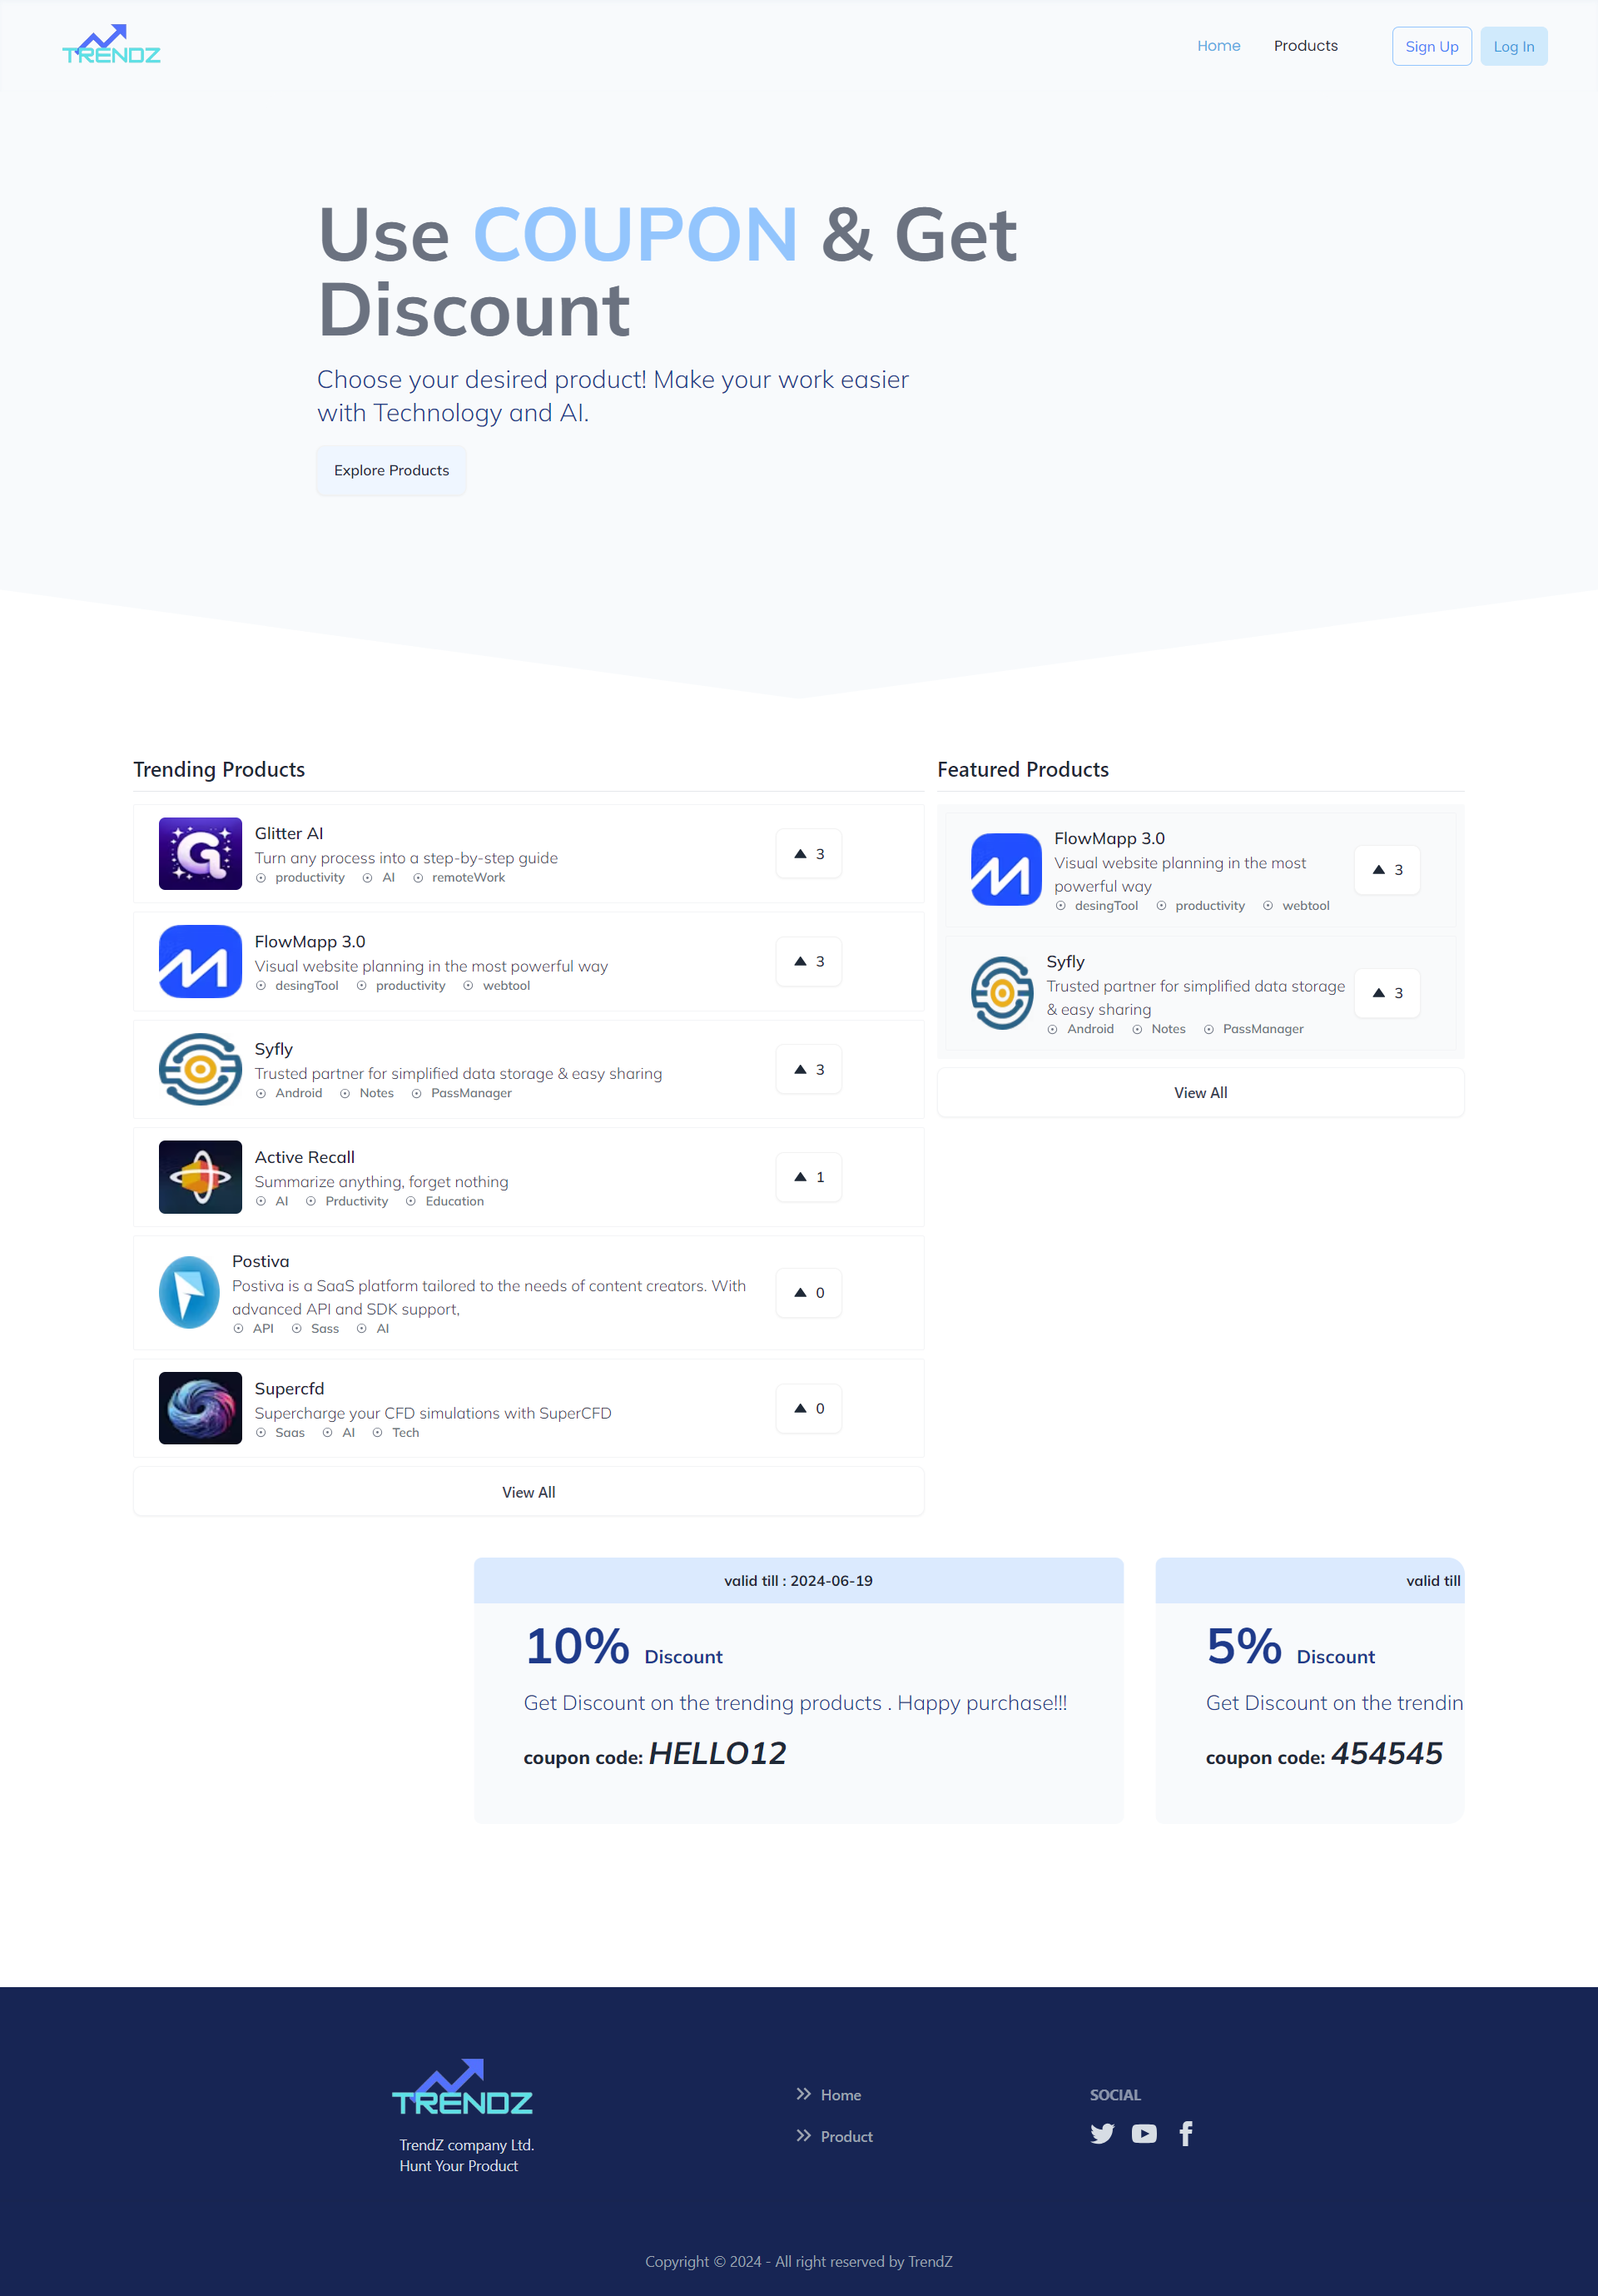 TRENDZ
Home
Products
Sign Up
Log In
Use COUPON & Get
Discount
Choose your desired product! Make your work easier
with Technology and AI.
Explore Products
Trending Products
Glitter AI
Turn any process into a step-by-step guide
productivity AI remoteWork
3
FlowMapp 3.0
Visual website planning in the most powerful way
desingTool productivity webtool
3
Syfly
Trusted partner for simplified data storage & easy sharing
Android Notes PassManager
3
Active Recall
Summarize anything, forget nothing
AI Prductivity Education
1
Postiva
Postiva is a SaaS platform tailored to the needs of content creators. With
advanced API and SDK support,
API Sass AI
0
Supercfd
Supercharge your CFD simulations with SuperCFD
Saas AI Tech
0
View All
Featured Products
FlowMapp 3.0
Visual website planning in the most
powerful way
desingTool productivity webtool
3
Syfly
Trusted partner for simplified data storage
& easy sharing
Android Notes PassManager
3
View All
valid till : 2024-06-19
10% Discount
Get Discount on the trending products . Happy purchase!!!
coupon code: HELLO12
valid till
5% Discount
Get Discount on the trendin
coupon code: 454545
TRENDZ
TrendZ company Ltd.
Hunt Your Product
Home
Product
SOCIAL
Copyright © 2024 - All right reserved by TrendZ